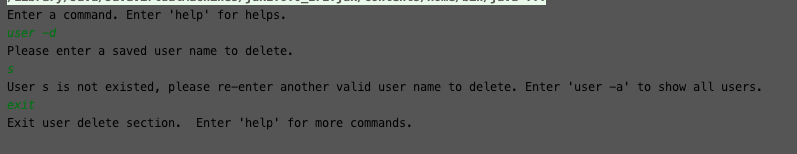 Enter a command. Enter 'help' for helps.
user -d
Please enter a saved user name to delete.
s
User s is not existed, please re-enter another valid user name to delete. Enter 'user -a' to show all users.
exit
Exit user delete section.  Enter 'help' for more commands.